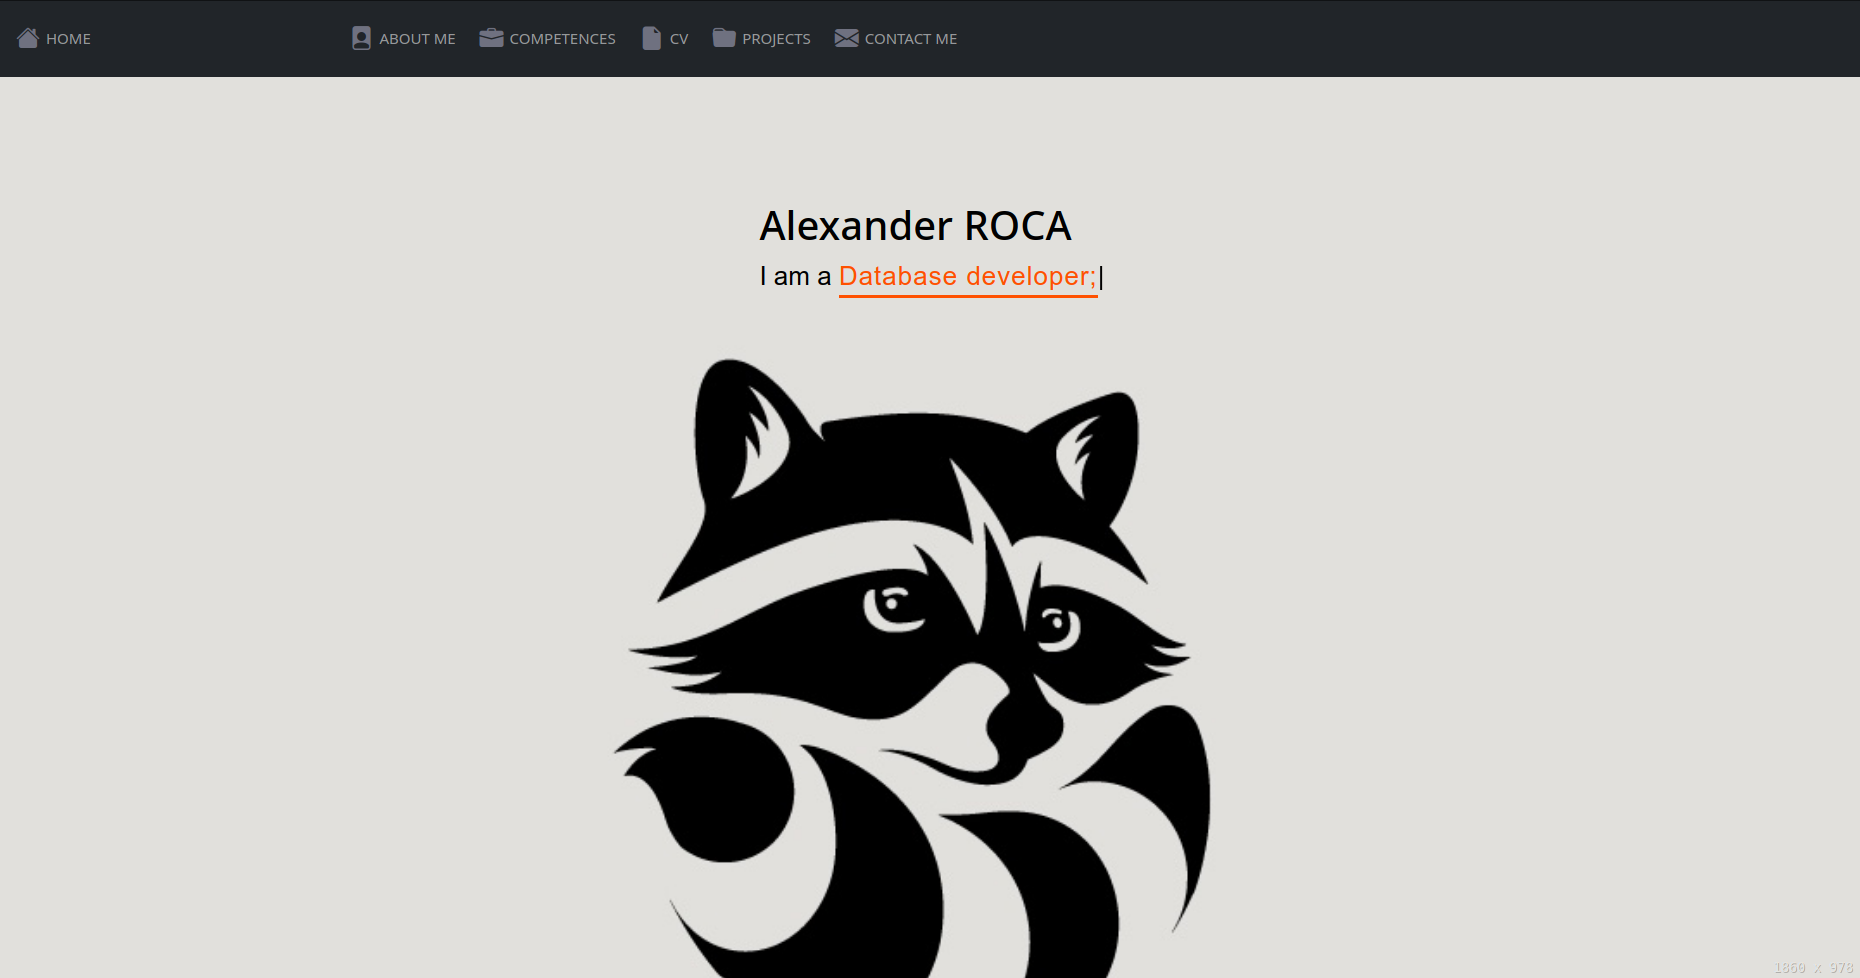 HOME ABOUT ME COMPETENCES CV PROJECTS CONTACT ME
Alexander ROCA
I am a Database developer;|
1860 x 978